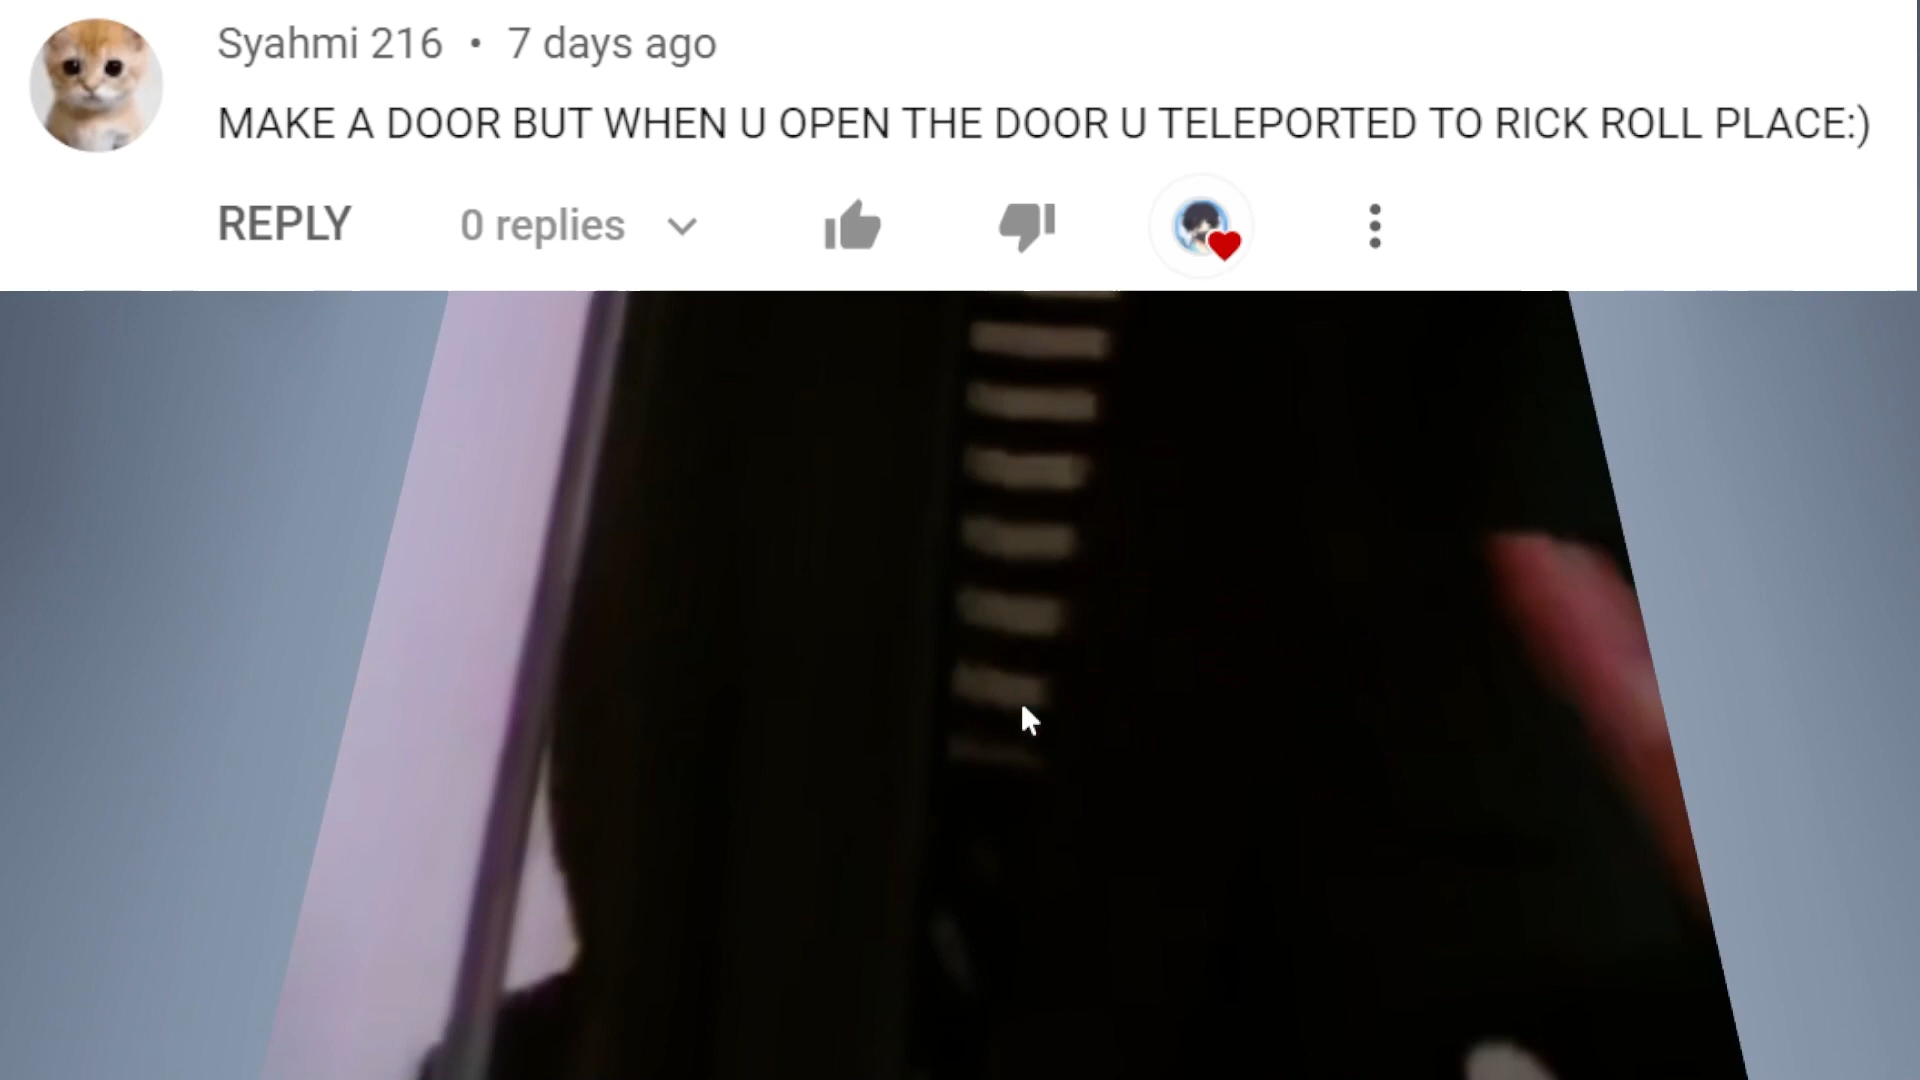 Syahmi 216 • 7 days ago
MAKE A DOOR BUT WHEN U OPEN THE DOOR U TELEPORTED TO RICK ROLL PLACE:)
REPLY 0 replies